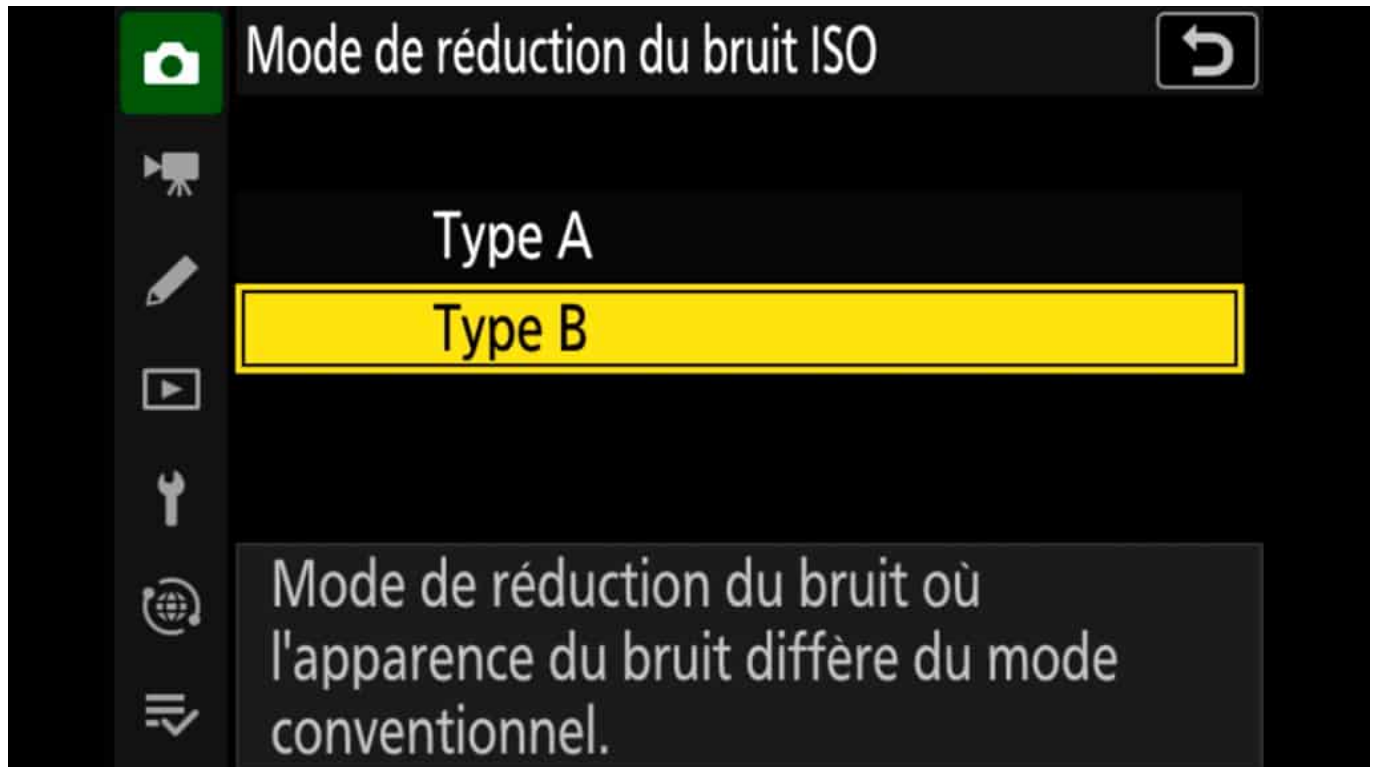 Mode de réduction du bruit ISO
Type A
Type B
Mode de réduction du bruit où
l'apparence du bruit diffère du mode
conventionnel.